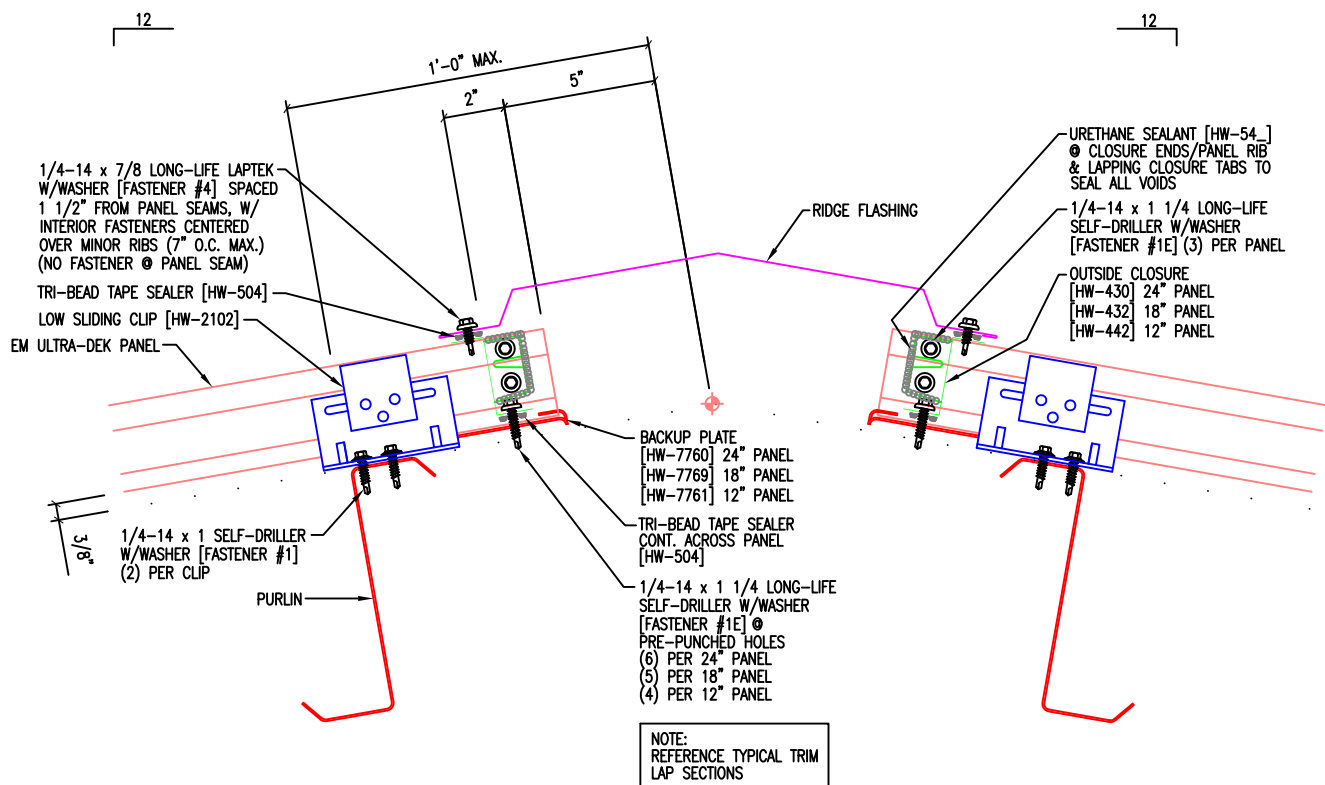 12
12
1'-0" MAX.
5"
2"
1/4-14 x 7/8 LONG-LIFE LAPTEK
W/WASHER [FASTENER #4] SPACED
1 1/2" FROM PANEL SEAMS, W/
INTERIOR FASTENERS CENTERED
OVER MINOR RIBS (7" O.C. MAX.)
(NO FASTENER @ PANEL SEAM)
TRI-BEAD TAPE SEALER [HW-504]
LOW SLIDING CLIP [HW-2102]
EM ULTRA-DEK PANEL
RIDGE FLASHING
URETHANE SEALANT [HW-54_]
@ CLOSURE ENDS/PANEL RIB
& LAPPING CLOSURE TABS TO
SEAL ALL VOIDS
1/4-14 x 1 1/4 LONG-LIFE
SELF-DRILLER W/WASHER
[FASTENER #1E] (3) PER PANEL
OUTSIDE CLOSURE
[HW-430] 24" PANEL
[HW-432] 18" PANEL
[HW-442] 12" PANEL
BACKUP PLATE
[HW-7760] 24" PANEL
[HW-7769] 18" PANEL
[HW-7761] 12" PANEL
TRI-BEAD TAPE SEALER
CONT. ACROSS PANEL
[HW-504]
3/8"
1/4-14 x 1 SELF-DRILLER
W/WASHER [FASTENER #1]
(2) PER CLIP
PURLIN
1/4-14 x 1 1/4 LONG-LIFE
SELF-DRILLER W/WASHER
[FASTENER #1E] @
PRE-PUNCHED HOLES
(6) PER 24" PANEL
(5) PER 18" PANEL
(4) PER 12" PANEL
NOTE:
REFERENCE TYPICAL TRIM
LAP SECTIONS